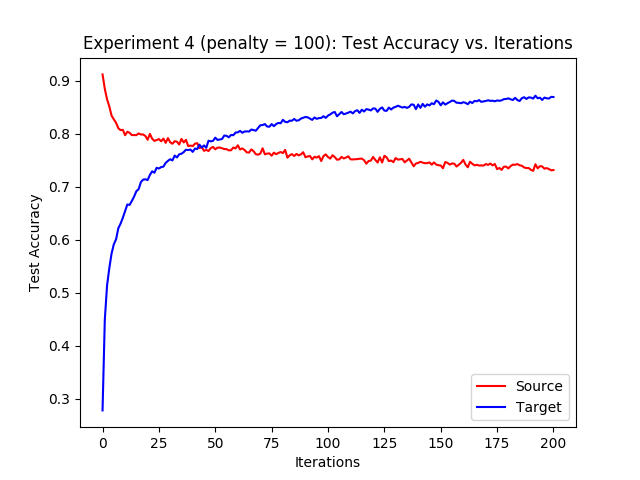 Experiment 4 (penalty = 100): Test Accuracy vs. Iterations
Test Accuracy
0.9
0.8
0.7
0.6
0.5
0.4
0.3
0 25 50 75 100 125 150 175 200
Iterations
Source
Target